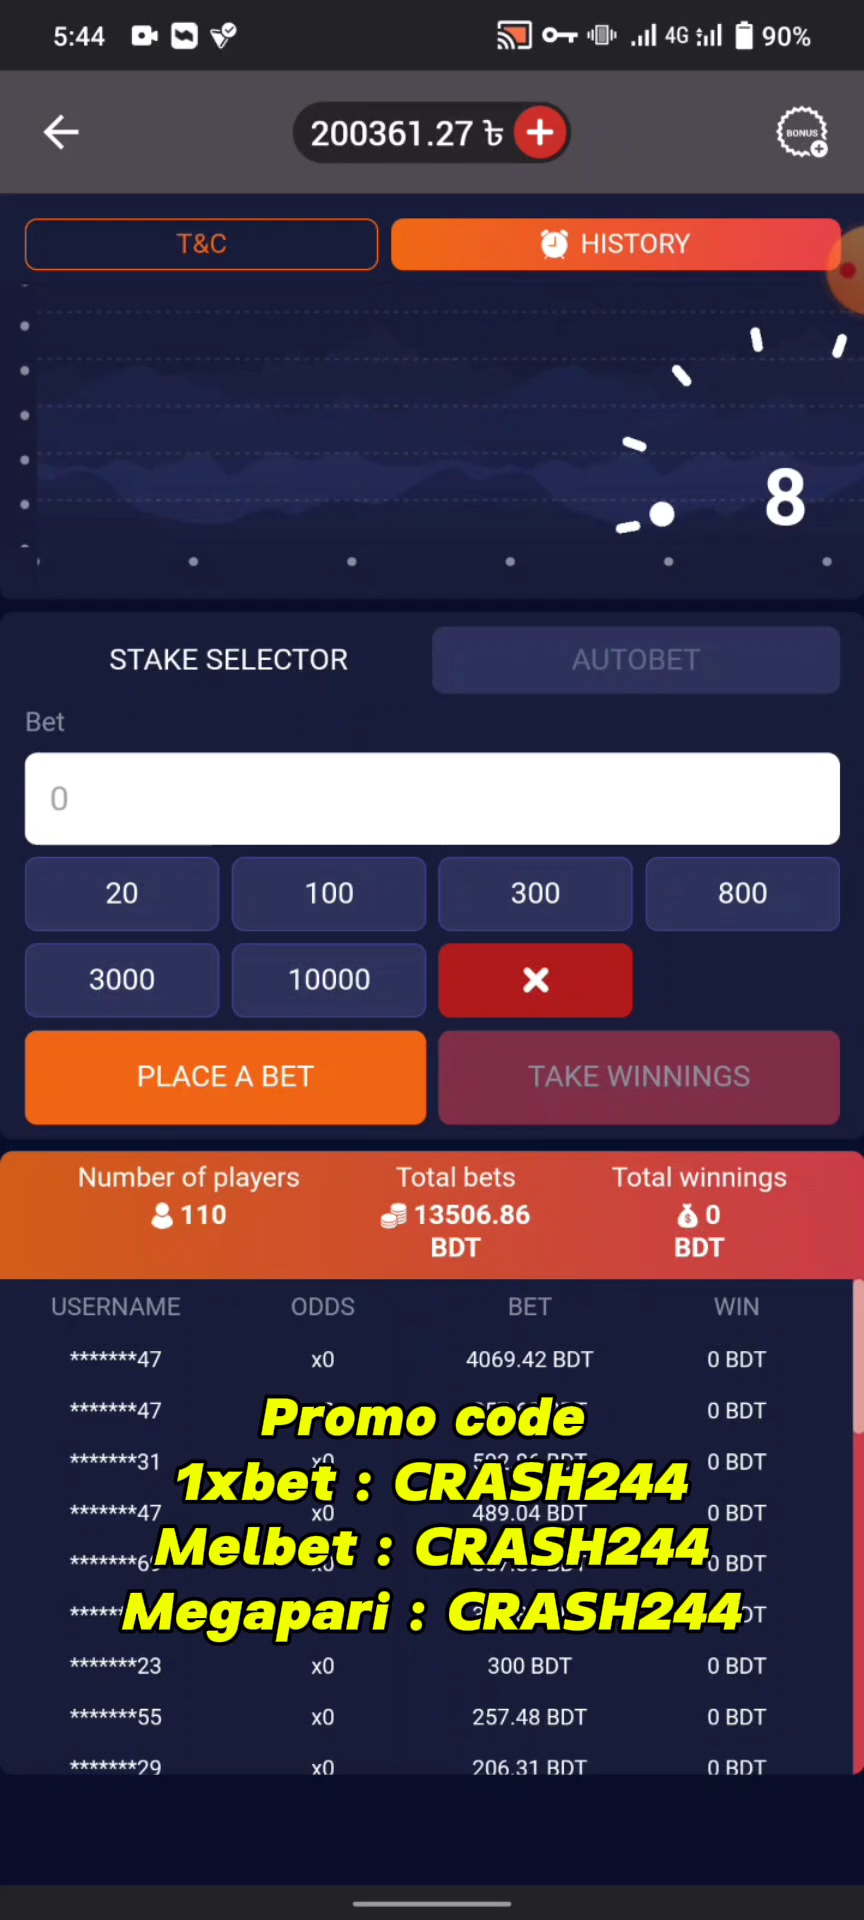 5:44 4G 90%
200361.27 ৳
BONUS
T&C HISTORY
8
STAKE SELECTOR AUTOBET
Bet
0
20 100 300 800
3000 10000
PLACE A BET TAKE WINNINGS
Number of players Total bets Total winnings
110 13506.86 0
BDT BDT
USERNAME ODDS BET WIN
*******47 x0 4069.42 BDT 0 BDT
*******47 0 BDT
Promo code
*******31 x0 0 BDT
1xbet : CRASH244
*******47 x0 489.04 BDT 0 BDT
Melbet : CRASH244
0 BDT
Megapari : CRASH244
*******23 x0 300 BDT 0 BDT
*******55 x0 257.48 BDT 0 BDT
*******29 x0 206.31 BDT 0 BDT